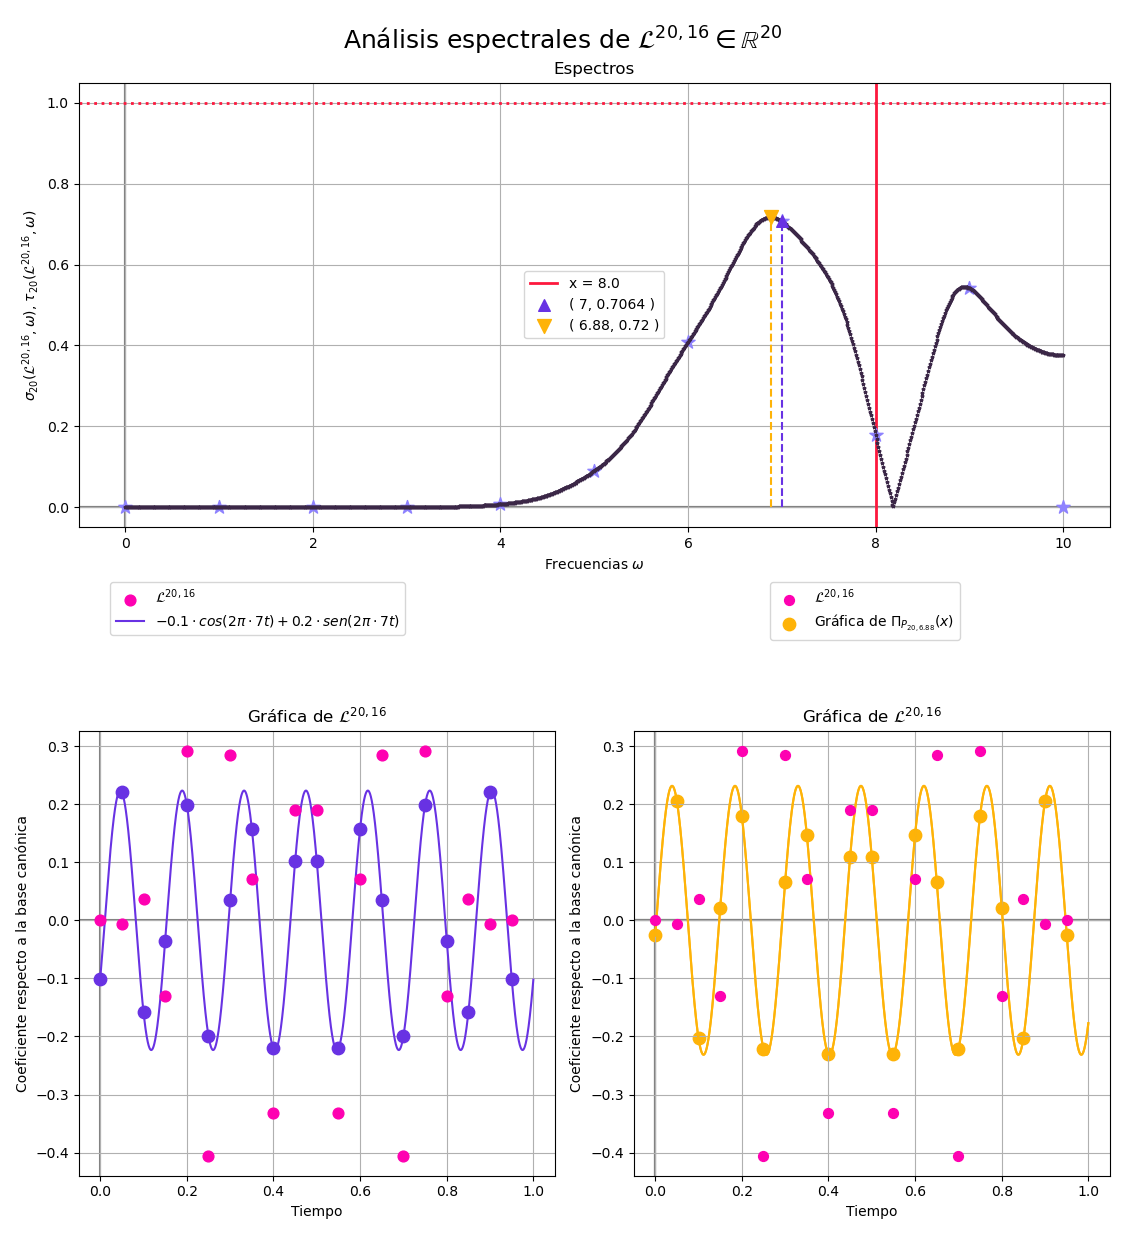 Análisis espectrales de ℒ^{20,16} ∈ ℝ^{20}
Espectros
1.0
0.8
0.6
0.4
0.2
0.0
σ_{20}(ℒ^{20,16}, ω), τ_{20}(ℒ^{20,16}, ω)
x = 8.0
( 7, 0.7064 )
( 6.88, 0.72 )
0 2 4 6 8 10
Frecuencias ω
ℒ^{20,16}
−0.1 · cos(2π · 7t) + 0.2 · sen(2π · 7t)
ℒ^{20,16}
Gráfica de Π_{P_{20,6.88}}(x)
Gráfica de ℒ^{20,16}
0.3
0.2
0.1
0.0
−0.1
−0.2
−0.3
−0.4
Coeficiente respecto a la base canónica
0.0 0.2 0.4 0.6 0.8 1.0
Tiempo
Gráfica de ℒ^{20,16}
0.3
0.2
0.1
0.0
−0.1
−0.2
−0.3
−0.4
Coeficiente respecto a la base canónica
0.0 0.2 0.4 0.6 0.8 1.0
Tiempo